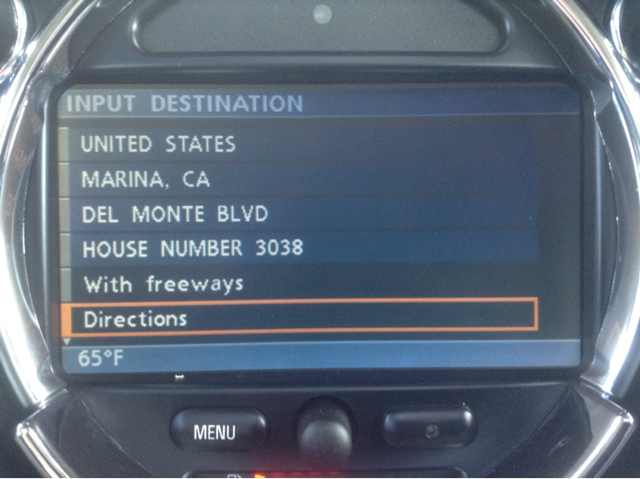 INPUT DESTINATION
UNITED STATES
MARINA, CA
DEL MONTE BLVD
HOUSE NUMBER 3038
With freeways
Directions
65°F
MENU